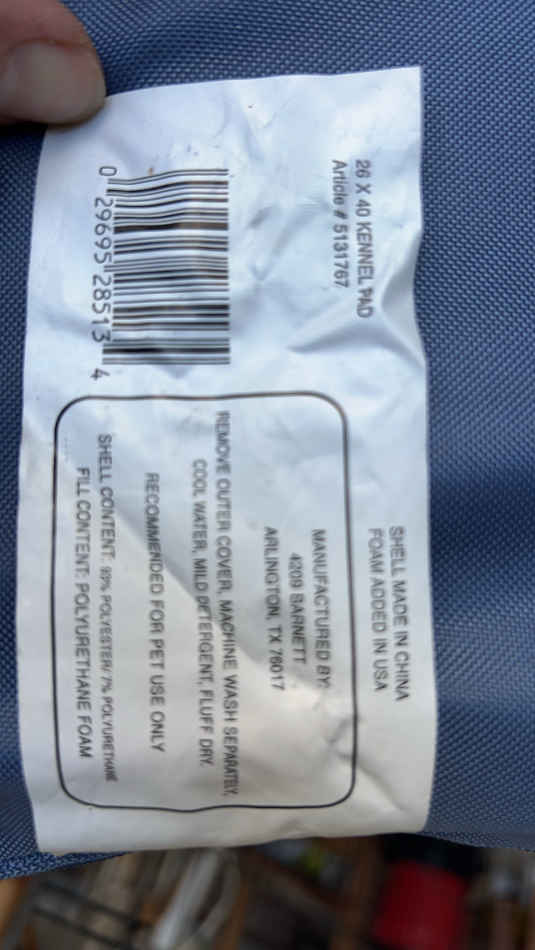 26 X 40 KENNEL PAD
Article # 5131767
0 29695 28513 4
SHELL MADE IN CHINA
FOAM ADDED IN USA
MANUFACTURED BY:
4209 BARNETT
ARLINGTON, TX 76017
REMOVE OUTER COVER, MACHINE WASH SEPARATELY,
COOL WATER, MILD DETERGENT, FLUFF DRY.
RECOMMENDED FOR PET USE ONLY
SHELL CONTENT: 93% POLYESTER/ 7% POLYURETHANE
FILL CONTENT: POLYURETHANE FOAM